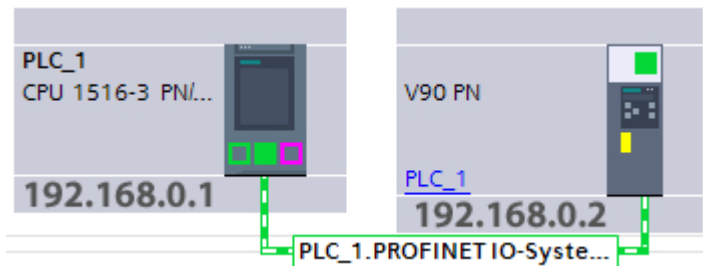 PLC_1
CPU 1516-3 PN/...
192.168.0.1
V90 PN
PLC_1
192.168.0.2
PLC_1.PROFINET IO-Syste...